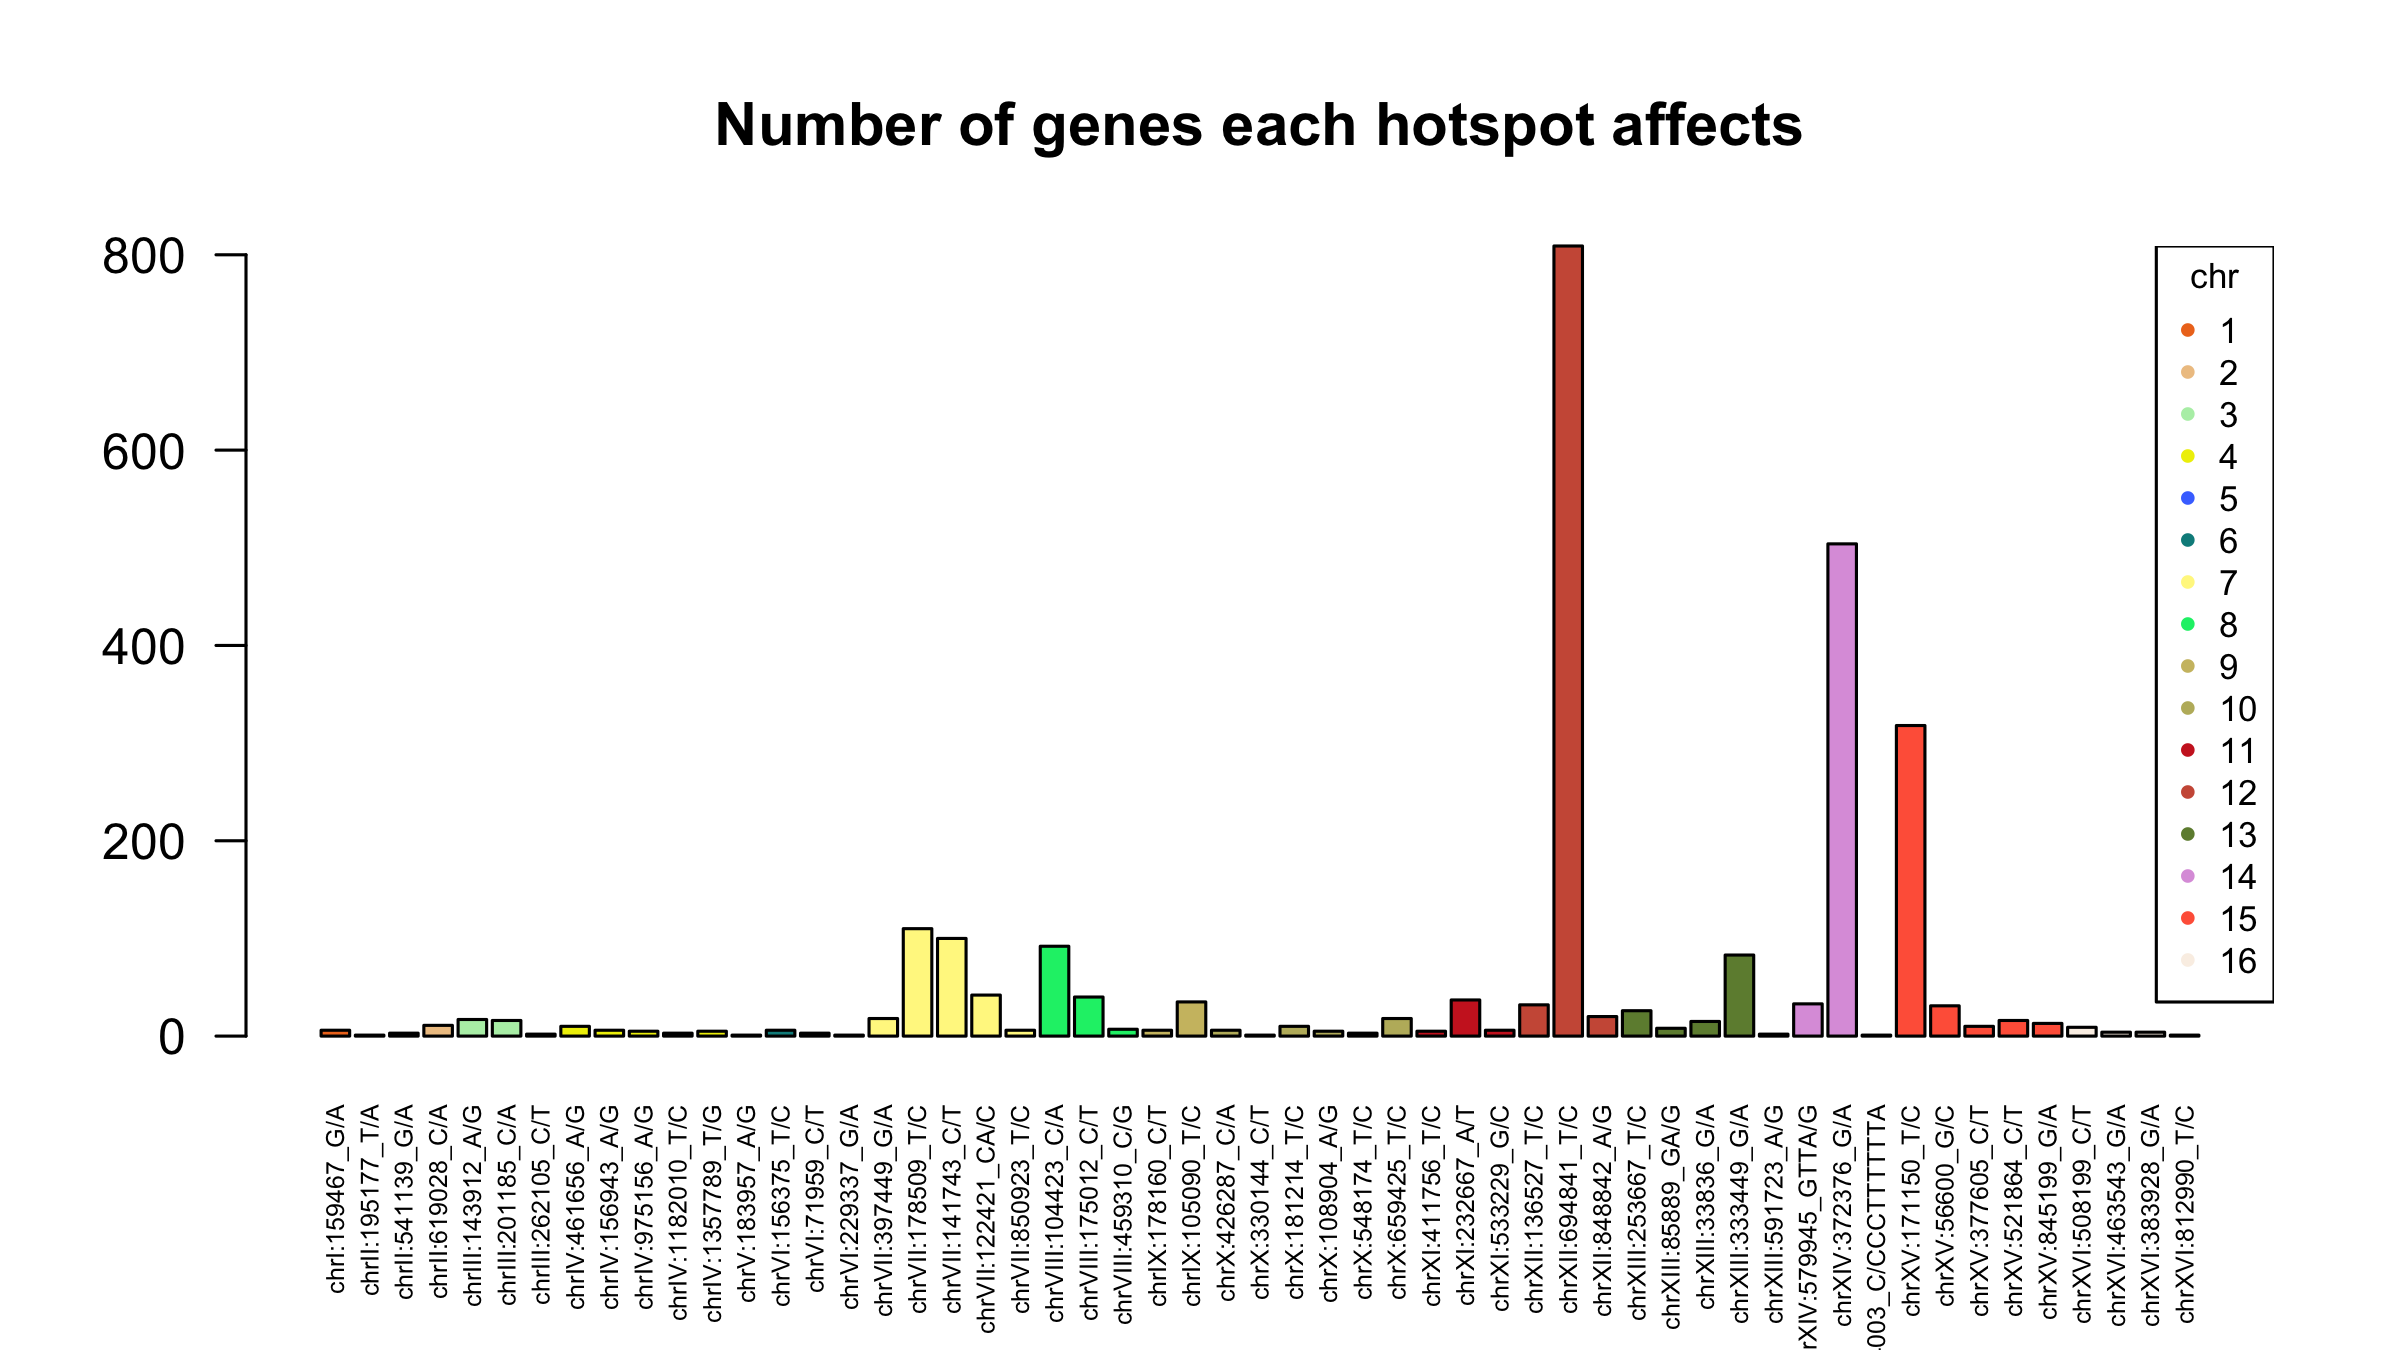 Number of genes each hotspot affects
800
600
400
200
0
chr
1
2
3
4
5
6
7
8
9
10
11
12
13
14
15
16
chrI:159467_G/A
chrII:195177_T/A
chrII:541139_G/A
chrII:619028_C/A
chrIII:143912_A/G
chrIII:201185_C/A
chrIII:262105_C/T
chrIV:461656_A/G
chrIV:156943_A/G
chrIV:975156_A/G
chrIV:1182010_T/C
chrIV:1357789_T/G
chrV:183957_A/G
chrVI:156375_T/C
chrVI:71959_C/T
chrVI:229337_G/A
chrVII:397449_G/A
chrVII:178509_T/C
chrVII:141743_C/T
chrVII:122421_CA/C
chrVII:850923_T/C
chrVIII:104423_C/A
chrVIII:175012_C/T
chrVIII:459310_C/G
chrIX:178160_C/T
chrIX:105090_T/C
chrX:426287_C/A
chrX:330144_C/T
chrX:181214_T/C
chrX:108904_A/G
chrX:548174_T/C
chrX:659425_T/C
chrXI:411756_T/C
chrXI:232667_A/T
chrXI:533229_G/C
chrXII:136527_T/C
chrXII:694841_T/C
chrXII:848842_A/G
chrXIII:253667_T/C
chrXIII:85889_GA/G
chrXIII:33836_G/A
chrXIII:333449_G/A
chrXIII:591723_A/G
rXIV:579945_GTTA/G
chrXIV:372376_G/A
003_C/CCCTTTTTA
chrXV:171150_T/C
chrXV:56600_G/C
chrXV:377605_C/T
chrXV:521864_C/T
chrXV:845199_G/A
chrXVI:508199_C/T
chrXVI:463543_G/A
chrXVI:383928_G/A
chrXVI:812990_T/C